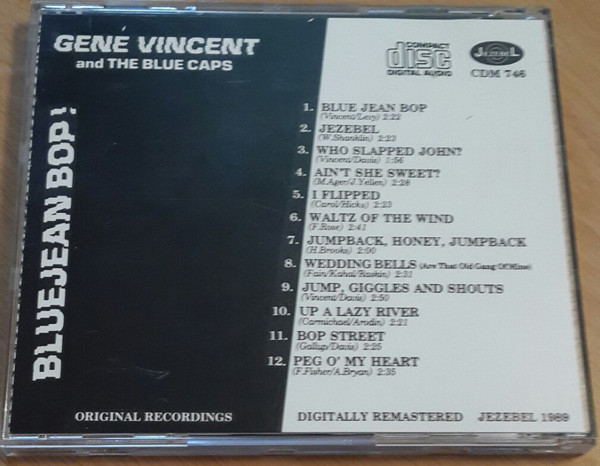 GENE VINCENT
and THE BLUE CAPS
BLUEJEAN BOP!
COMPACT
disc
DIGITAL AUDIO
JEZEBEL
CDM 746
1. BLUE JEAN BOP
(Vincent/Levy) 2:22
2. JEZEBEL
(W.Shanklin) 2:23
3. WHO SLAPPED JOHN?
(Vincent/Davis) 1:56
4. AIN'T SHE SWEET?
(M.Ager/J.Yellen) 2:28
5. I FLIPPED
(Carol/Hicks) 2:23
6. WALTZ OF THE WIND
(F.Rose) 2:41
7. JUMPBACK, HONEY, JUMPBACK
(H.Brooks) 2:00
8. WEDDING BELLS (Are That Old Gang Of Mine)
(Fain/Kahal/Raskin) 2:31
9. JUMP, GIGGLES AND SHOUTS
(Vincent/Davis) 2:50
10. UP A LAZY RIVER
(Carmichael/Arodin) 2:21
11. BOP STREET
(Gallup/Davis) 2:25
12. PEG O' MY HEART
(F.Fisher/A.Bryan) 2:35
ORIGINAL RECORDINGS
DIGITALLY REMASTERED JEZEBEL 1989